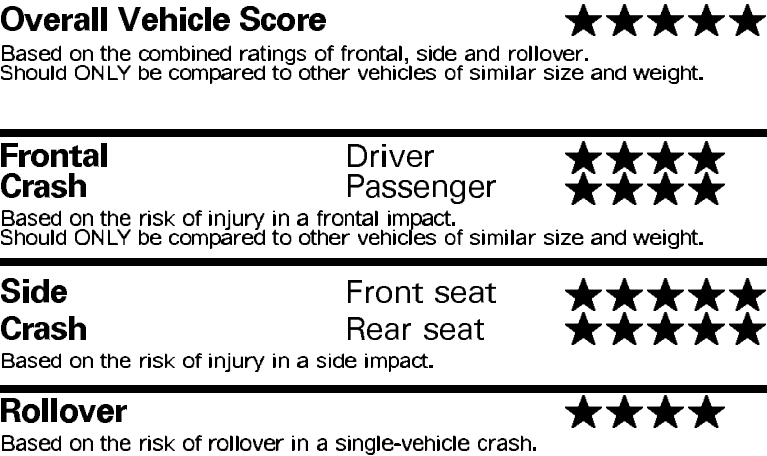 Overall Vehicle Score ★★★★★
Based on the combined ratings of frontal, side and rollover.
Should ONLY be compared to other vehicles of similar size and weight.
Frontal Driver ★★★★
Crash Passenger ★★★★
Based on the risk of injury in a frontal impact.
Should ONLY be compared to other vehicles of similar size and weight.
Side Front seat ★★★★★
Crash Rear seat ★★★★★
Based on the risk of injury in a side impact.
Rollover ★★★★
Based on the risk of rollover in a single-vehicle crash.